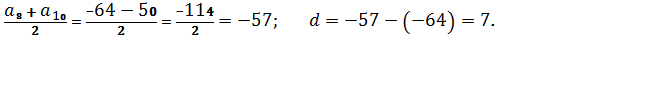 (a₈ + a₁₀)/2 = (-64 − 50)/2 = (-114)/2 = −57;   d = −57 − (−64) = 7.